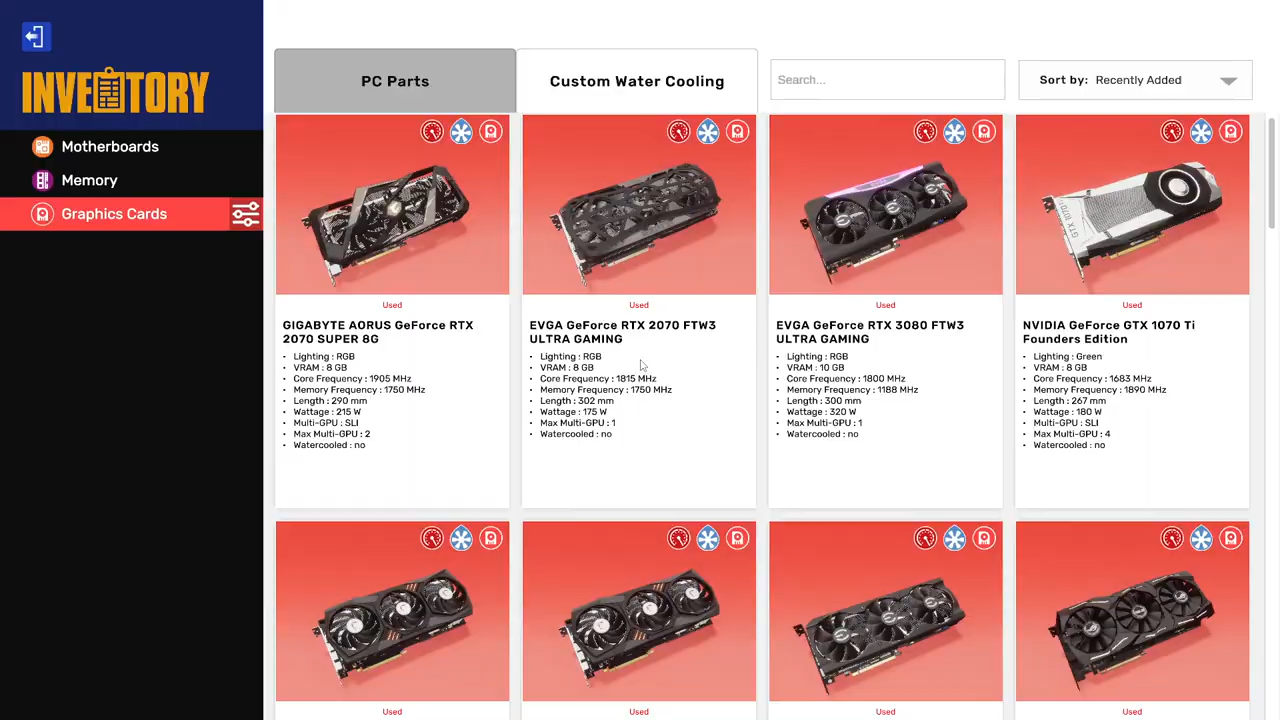 INVENTORY
Motherboards
Memory
Graphics Cards
PC Parts
Custom Water Cooling
Search...
Sort by: Recently Added
Used
GIGABYTE AORUS GeForce RTX
2070 SUPER 8G
• Lighting : RGB
• VRAM : 8 GB
• Core Frequency : 1905 MHz
• Memory Frequency : 1750 MHz
• Length : 290 mm
• Wattage : 215 W
• Multi-GPU : SLI
• Max Multi-GPU : 2
• Watercooled : no
Used
EVGA GeForce RTX 2070 FTW3
ULTRA GAMING
• Lighting : RGB
• VRAM : 8 GB
• Core Frequency : 1815 MHz
• Memory Frequency : 1750 MHz
• Length : 302 mm
• Wattage : 175 W
• Max Multi-GPU : 1
• Watercooled : no
Used
EVGA GeForce RTX 3080 FTW3
ULTRA GAMING
• Lighting : RGB
• VRAM : 10 GB
• Core Frequency : 1800 MHz
• Memory Frequency : 1188 MHz
• Length : 300 mm
• Wattage : 320 W
• Max Multi-GPU : 1
• Watercooled : no
GTX 1070
Used
NVIDIA GeForce GTX 1070 Ti
Founders Edition
• Lighting : Green
• VRAM : 8 GB
• Core Frequency : 1683 MHz
• Memory Frequency : 1890 MHz
• Length : 267 mm
• Wattage : 180 W
• Multi-GPU : SLI
• Max Multi-GPU : 4
• Watercooled : no
Used
Used
Used
Used